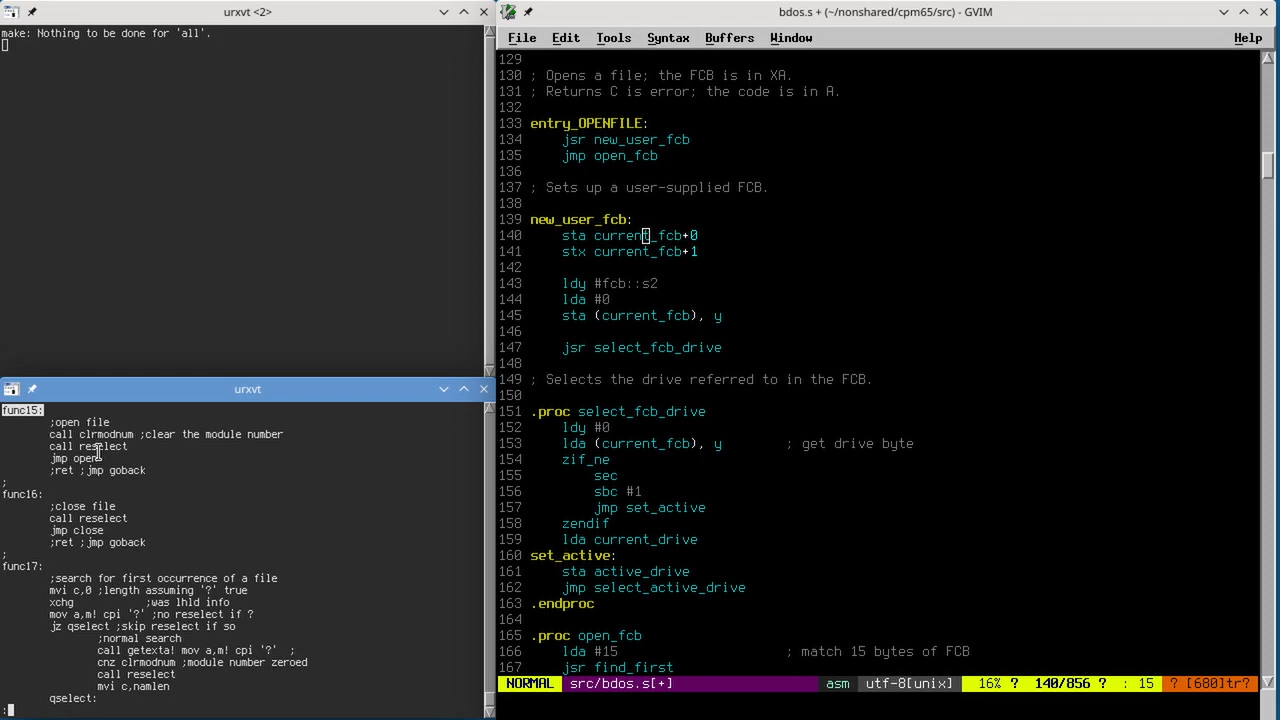 urxvt <2>
make: Nothing to be done for 'all'.
urxvt
func15:
;open file
call clrmodnum ;clear the module number
call reselect
jmp open
;ret ;jmp goback
;
func16:
;close file
call reselect
jmp close
;ret ;jmp goback
;
func17:
;search for first occurrence of a file
mvi c,0 ;length assuming '?' true
xchg ;was lhld info
mov a,m! cpi '?' ;no reselect if ?
jz qselect ;skip reselect if so
;normal search
call getexta! mov a,m! cpi '?' ;
cnz clrmodnum ;module number zeroed
call reselect
mvi c,namlen
qselect:
:
bdos.s + (~/nonshared/cpm65/src) - GVIM
File Edit Tools Syntax Buffers Window Help
129
130 ; Opens a file; the FCB is in XA.
131 ; Returns C is error; the code is in A.
132
133 entry_OPENFILE:
134 jsr new_user_fcb
135 jmp open_fcb
136
137 ; Sets up a user-supplied FCB.
138
139 new_user_fcb:
140 sta current_fcb+0
141 stx current_fcb+1
142
143 ldy #fcb::s2
144 lda #0
145 sta (current_fcb), y
146
147 jsr select_fcb_drive
148
149 ; Selects the drive referred to in the FCB.
150
151 .proc select_fcb_drive
152 ldy #0
153 lda (current_fcb), y ; get drive byte
154 zif_ne
155 sec
156 sbc #1
157 jmp set_active
158 zendif
159 lda current_drive
160 set_active:
161 sta active_drive
162 jmp select_active_drive
163 .endproc
164
165 .proc open_fcb
166 lda #15 ; match 15 bytes of FCB
167 jsr find_first
NORMAL src/bdos.s[+] asm utf-8[unix] 16% ? 140/856 ? : 15 ? [680]tr?